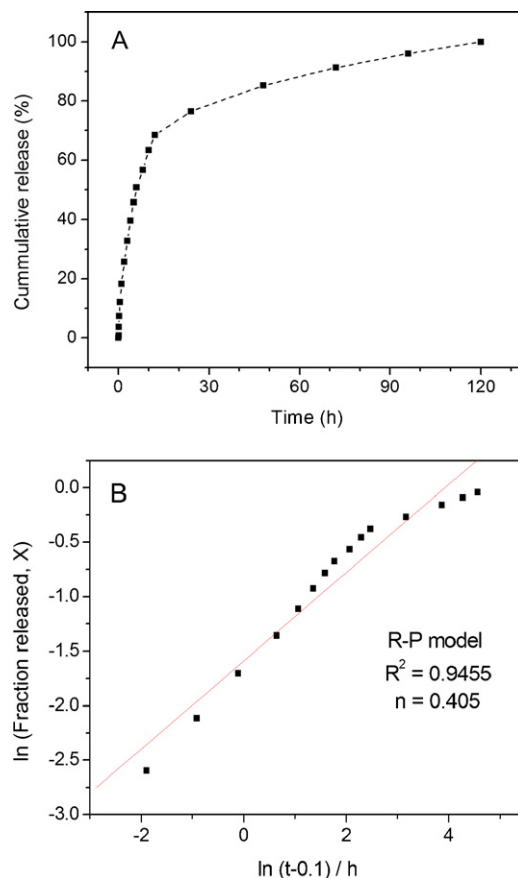 A
100
80
60
40
20
0
Cummulative release (%)
0 30 60 90 120
Time (h)
B
0.0
-0.5
-1.0
-1.5
-2.0
-2.5
-3.0
ln (Fraction released, X)
R-P model
R² = 0.9455
n = 0.405
-2 0 2 4
ln (t-0.1) / h